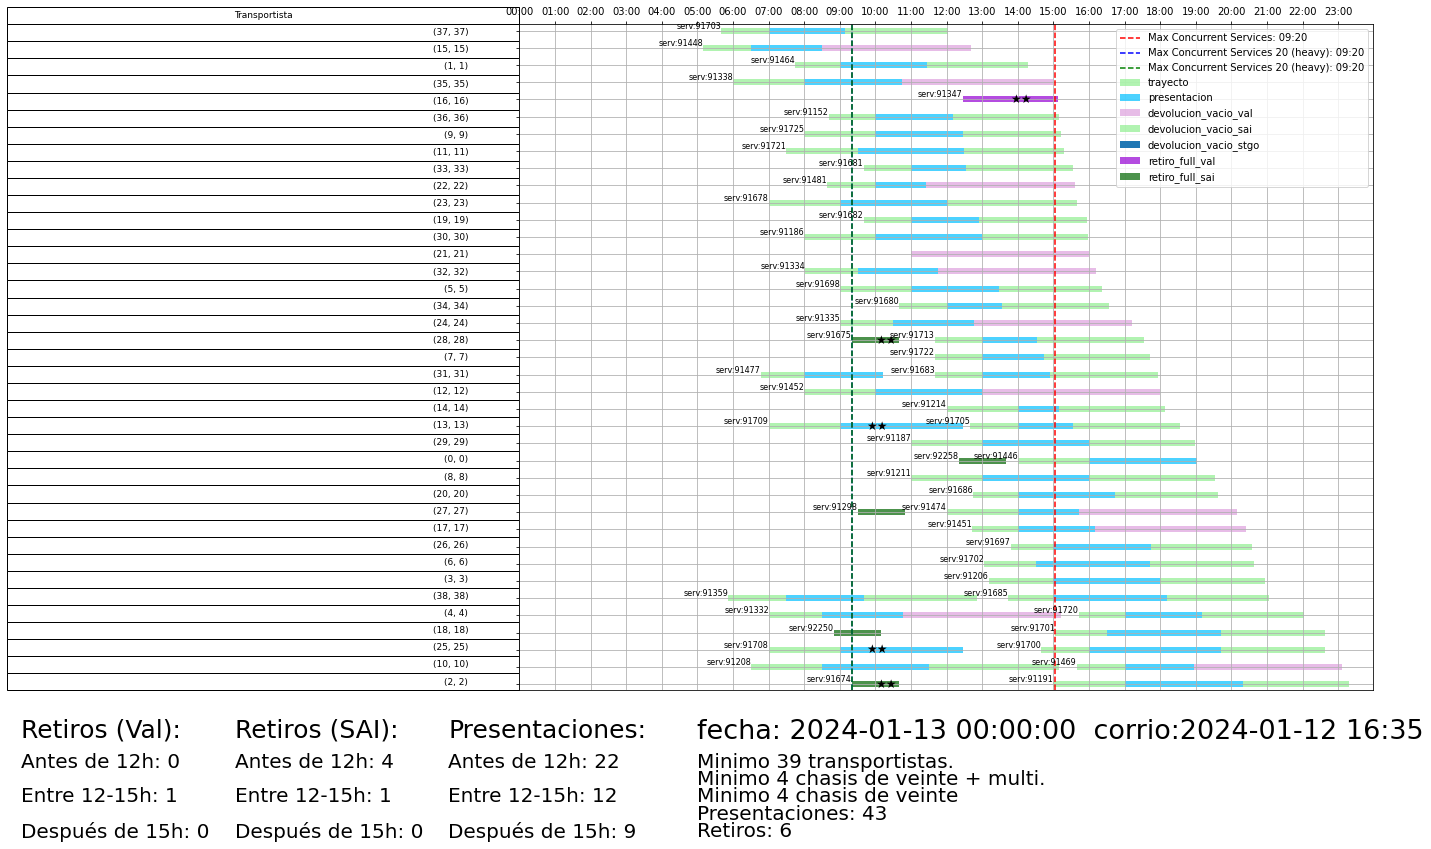 Transportista
00:00 01:00 02:00 03:00 04:00 05:00 06:00 07:00 08:00 09:00 10:00 11:00 12:00 13:00 14:00 15:00 16:00 17:00 18:00 19:00 20:00 21:00 22:00 23:00
(37, 37) serv:91703
(15, 15) serv:91448
(1, 1) serv:91464
(35, 35) serv:91338
(16, 16) serv:91347
(36, 36) serv:91152
(9, 9) serv:91725
(11, 11) serv:91721
(33, 33) serv:91681
(22, 22) serv:91481
(23, 23) serv:91678
(19, 19) serv:91682
(30, 30) serv:91186
(21, 21)
(32, 32) serv:91334
(5, 5) serv:91698
(34, 34) serv:91680
(24, 24) serv:91335
(28, 28) serv:91675 serv:91713
(7, 7) serv:91722
(31, 31) serv:91477 serv:91683
(12, 12) serv:91452
(14, 14) serv:91214
(13, 13) serv:91709 serv:91705
(29, 29) serv:91187
(0, 0) serv:92258 serv:91446
(8, 8) serv:91211
(20, 20) serv:91686
(27, 27) serv:91298 serv:91474
(17, 17) serv:91451
(26, 26) serv:91697
(6, 6) serv:91702
(3, 3) serv:91206
(38, 38) serv:91359 serv:91685
(4, 4) serv:91332 serv:91720
(18, 18) serv:92250 serv:91701
(25, 25) serv:91708 serv:91700
(10, 10) serv:91208 serv:91469
(2, 2) serv:91674 serv:91191
Max Concurrent Services: 09:20
Max Concurrent Services 20 (heavy): 09:20
Max Concurrent Services 20 (heavy): 09:20
trayecto
presentacion
devolucion_vacio_val
devolucion_vacio_sai
devolucion_vacio_stgo
retiro_full_val
retiro_full_sai
Retiros (Val):
Antes de 12h: 0
Entre 12-15h: 1
Después de 15h: 0
Retiros (SAI):
Antes de 12h: 4
Entre 12-15h: 1
Después de 15h: 0
Presentaciones:
Antes de 12h: 22
Entre 12-15h: 12
Después de 15h: 9
fecha: 2024-01-13 00:00:00 corrio:2024-01-12 16:35
Minimo 39 transportistas.
Minimo 4 chasis de veinte + multi.
Minimo 4 chasis de veinte
Presentaciones: 43
Retiros: 6